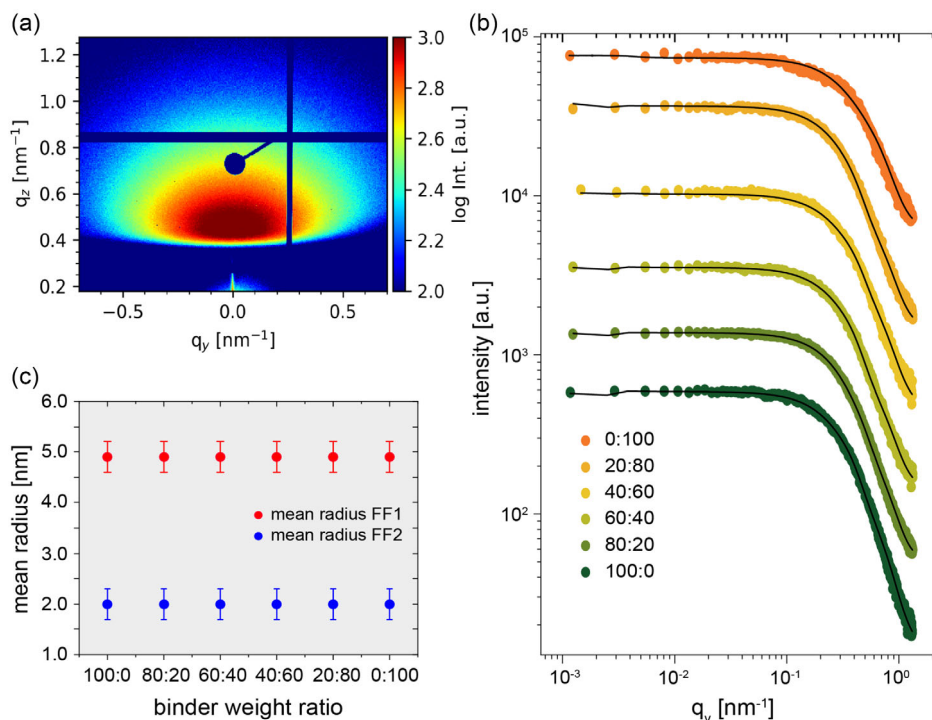 (a)
1.2
1.0
0.8
0.6
0.4
0.2
q_z [nm⁻¹]
−0.5
0.0
0.5
q_y [nm⁻¹]
3.0
2.8
2.6
2.4
2.2
2.0
log Int. [a.u.]
(b)
10⁵
10⁴
10³
10²
intensity [a.u.]
0:100
20:80
40:60
60:40
80:20
100:0
10⁻³
10⁻²
10⁻¹
10⁰
q_y [nm⁻¹]
(c)
6.0
5.0
4.0
3.0
2.0
1.0
mean radius [nm]
mean radius FF1
mean radius FF2
100:0 80:20 60:40 40:60 20:80 0:100
binder weight ratio